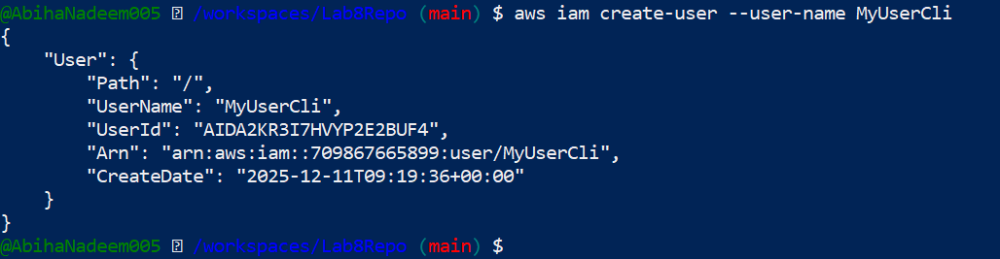 @AbihaNadeem005 → /workspaces/Lab8Repo (main) $ aws iam create-user --user-name MyUserCli
{
    "User": {
        "Path": "/",
        "UserName": "MyUserCli",
        "UserId": "AIDA2KR3I7HVYP2E2BUF4",
        "Arn": "arn:aws:iam::709867665899:user/MyUserCli",
        "CreateDate": "2025-12-11T09:19:36+00:00"
    }
}
@AbihaNadeem005 → /workspaces/Lab8Repo (main) $